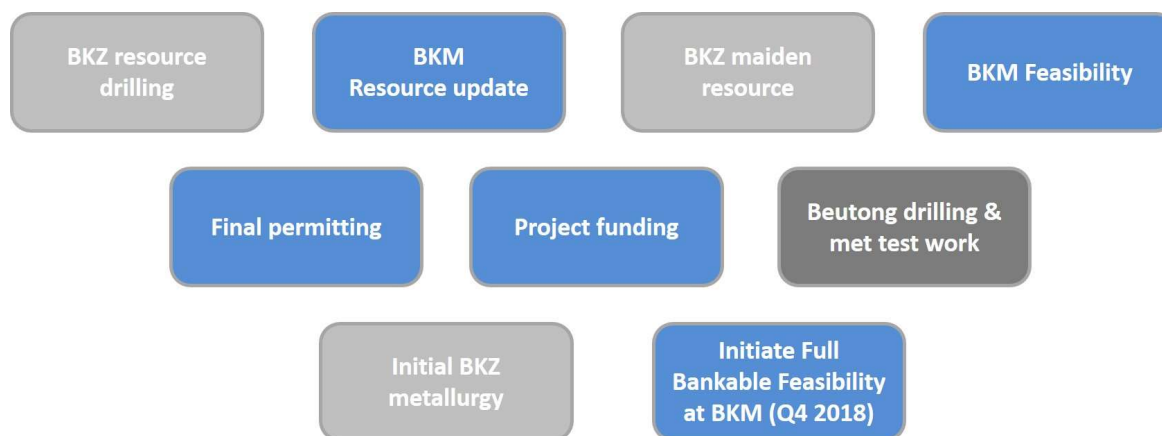 BKZ resource
drilling
BKM
Resource update
BKZ maiden
resource
BKM Feasibility
Final permitting
Project funding
Beutong drilling &
met test work
Initial BKZ
metallurgy
Initiate Full
Bankable Feasibility
at BKM (Q4 2018)